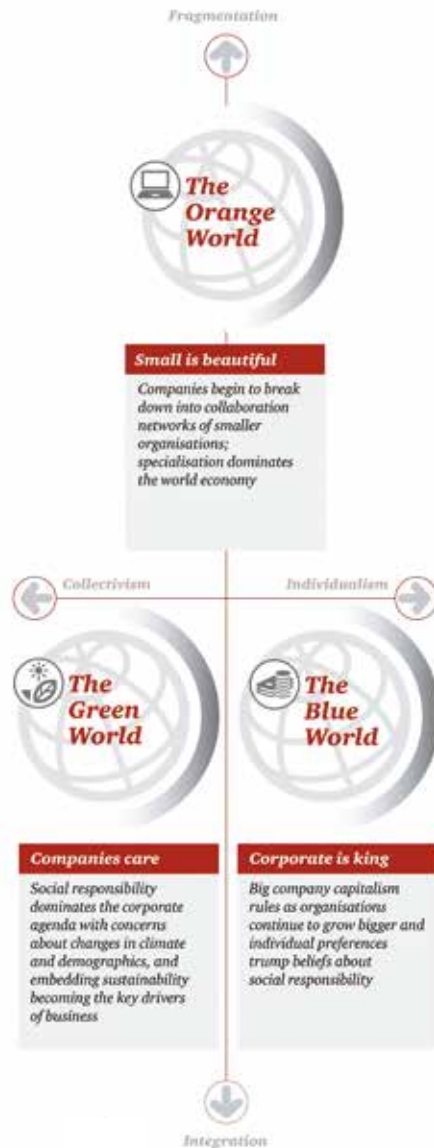 Fragmentation
The
Orange
World
Small is beautiful
Companies begin to break
down into collaboration
networks of smaller
organisations;
specialisation dominates
the world economy
Collectivism
Individualism
The
Green
World
Companies care
Social responsibility
dominates the corporate
agenda with concerns
about changes in climate
and demographics, and
embedding sustainability
becoming the key drivers
of business
The
Blue
World
Corporate is king
Big company capitalism
rules as organisations
continue to grow bigger and
individual preferences
trump beliefs about
social responsibility
Integration